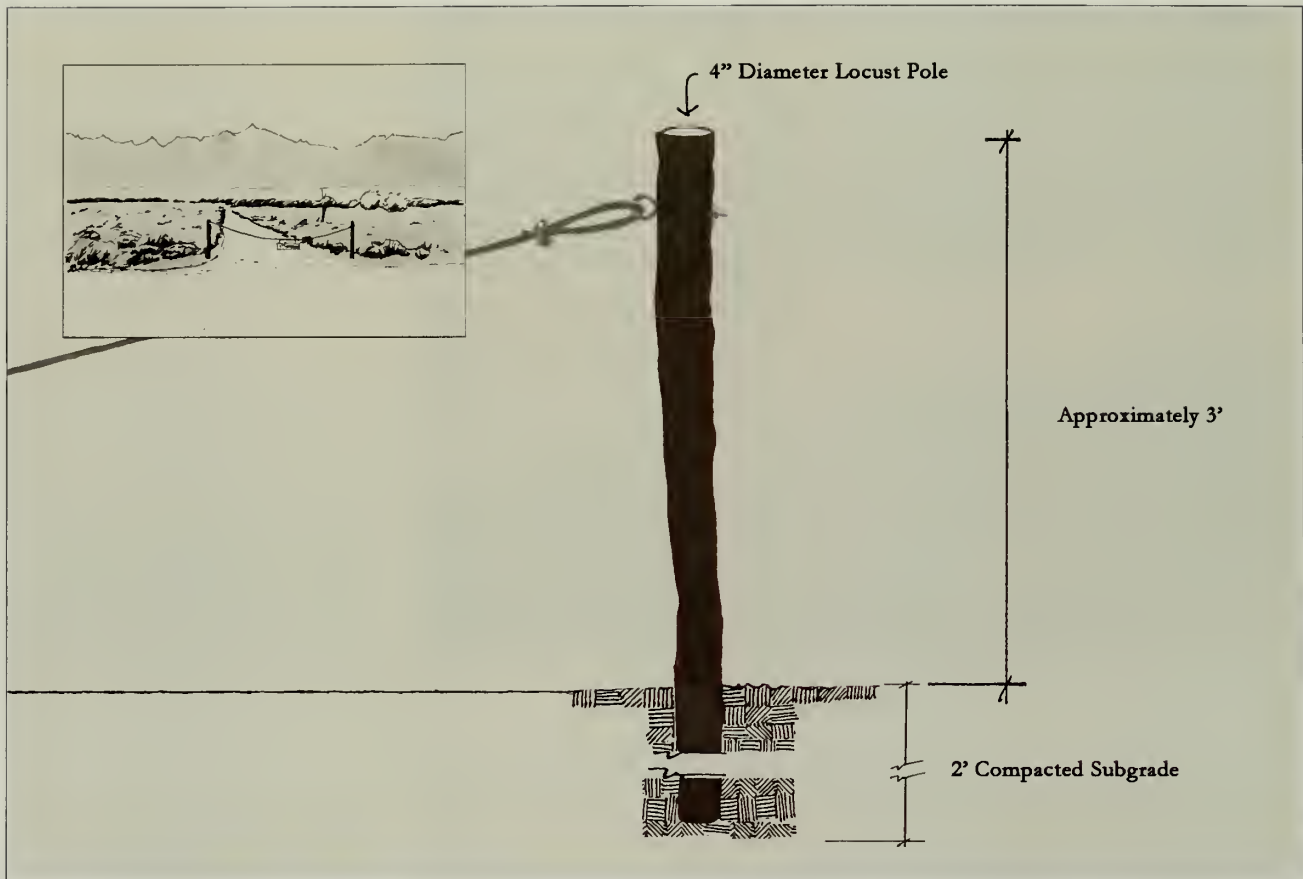 4” Diameter Locust Pole
Approximately 3’
2’ Compacted Subgrade